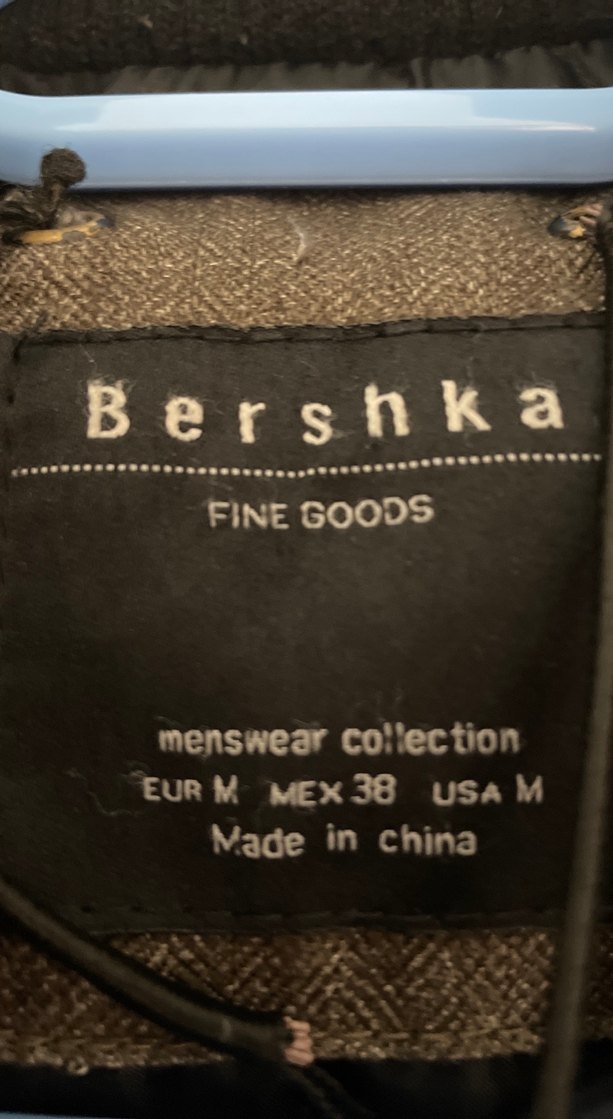 Bershka
FINE GOODS
menswear collection
EUR M MEX 38 USA M
Made in china